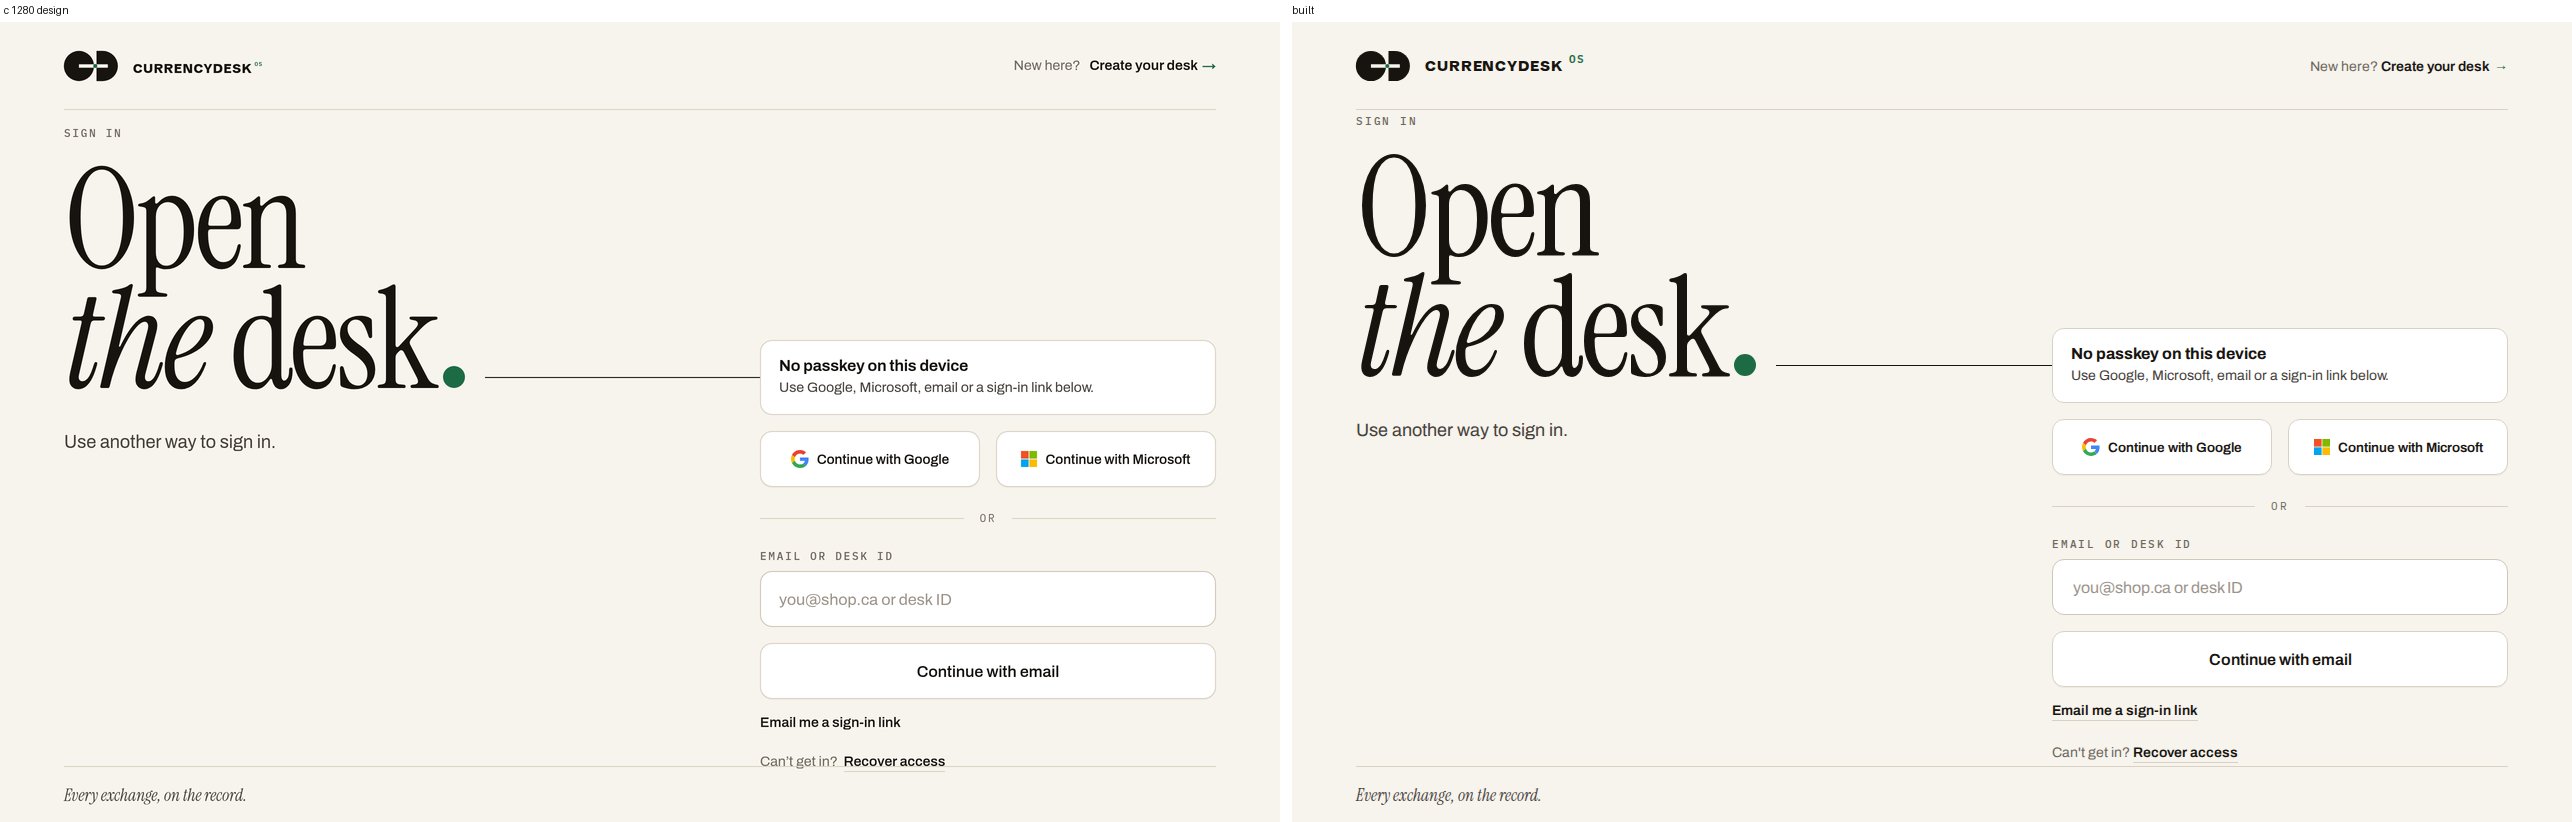 c 1280 design
CURRENCYDESK OS
New here? Create your desk →
SIGN IN
Open
the desk.
Use another way to sign in.
No passkey on this device
Use Google, Microsoft, email or a sign-in link below.
Continue with Google
Continue with Microsoft
OR
EMAIL OR DESK ID
you@shop.ca or desk ID
Continue with email
Email me a sign-in link
Can't get in? Recover access
Every exchange, on the record.
built
CURRENCYDESK OS
New here? Create your desk →
SIGN IN
Open
the desk.
Use another way to sign in.
No passkey on this device
Use Google, Microsoft, email or a sign-in link below.
Continue with Google
Continue with Microsoft
OR
EMAIL OR DESK ID
you@shop.ca or desk ID
Continue with email
Email me a sign-in link
Can't get in? Recover access
Every exchange, on the record.